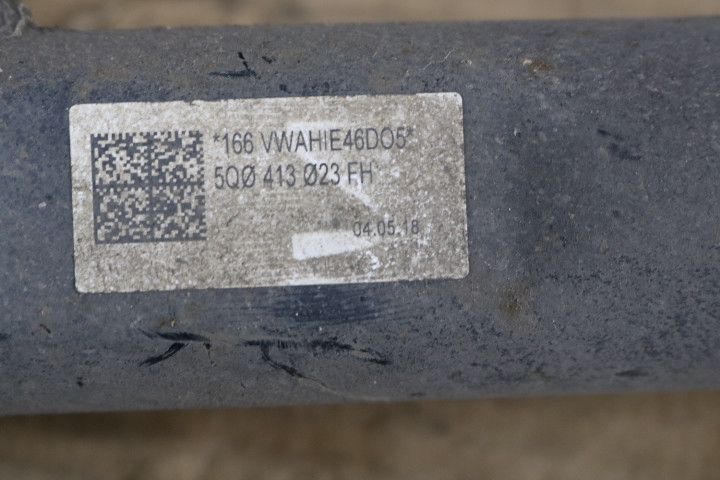 *166 VWAHIE46DO5*
5QØ 413 Ø23 FH
04.05.18